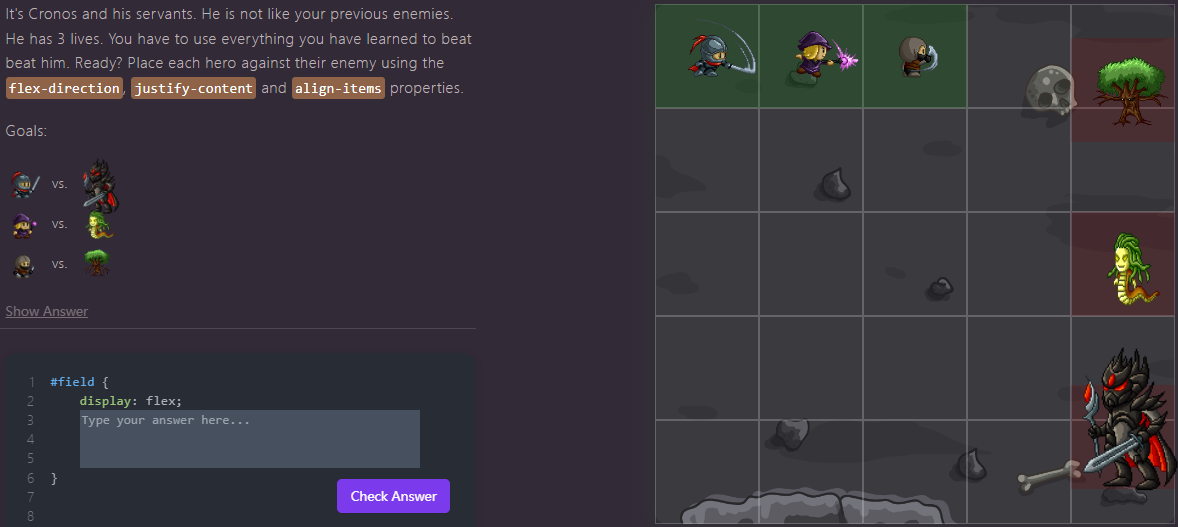 It's Cronos and his servants. He is not like your previous enemies.
He has 3 lives. You have to use everything you have learned to beat
beat him. Ready? Place each hero against their enemy using the
flex-direction, justify-content and align-items properties.
Goals:
vs.
vs.
vs.
Show Answer
1 #field {
2 display: flex;
3 Type your answer here...
4
5
6 }
7
Check Answer
8